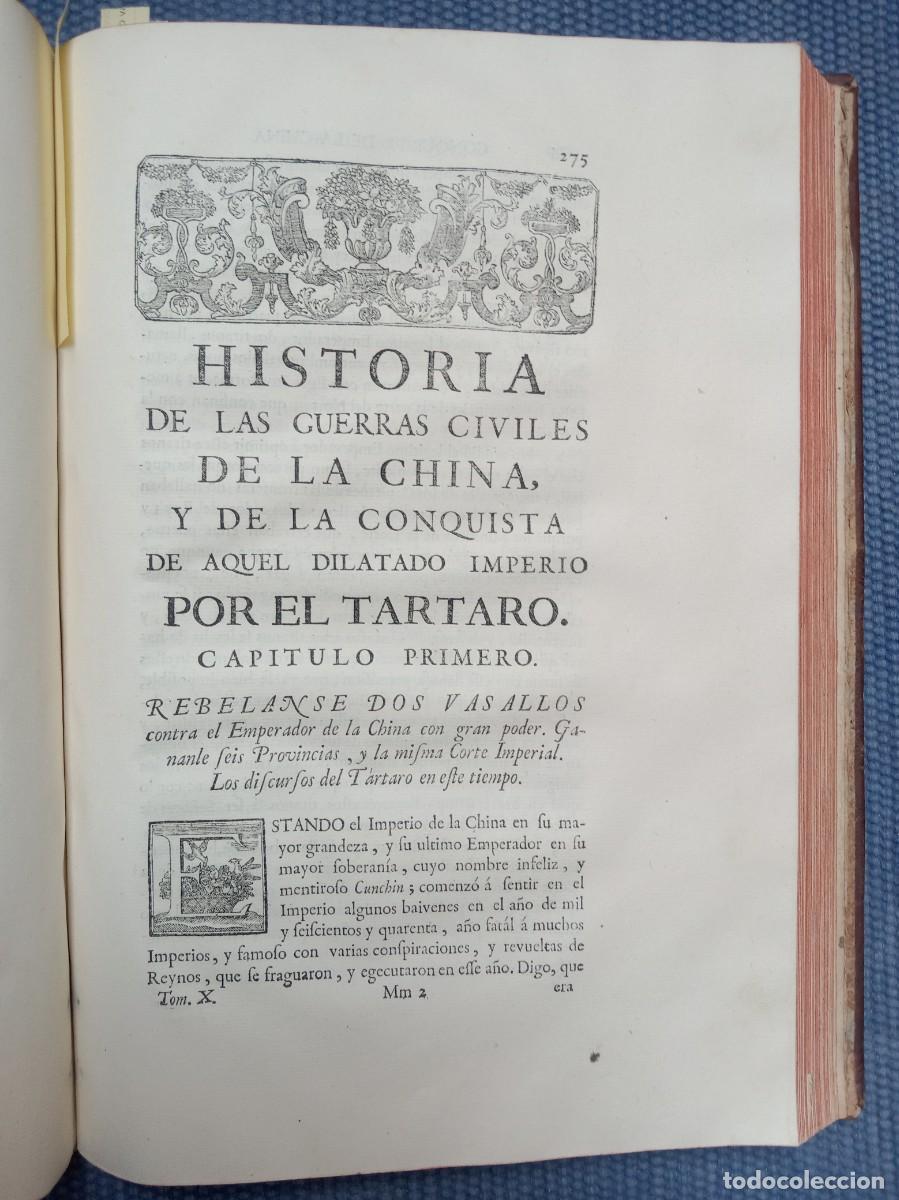 275
HISTORIA
DE LAS GUERRAS CIVILES
DE LA CHINA,
Y DE LA CONQUISTA
DE AQUEL DILATADO IMPERIO
POR EL TARTARO.
CAPITULO PRIMERO.
REBELANSE DOS VASALLOS
contra el Emperador de la China con gran poder. Ga-
nanle ſeis Provincias , y la miſma Corte Imperial.
Los diſcurſos del Tártaro en eſte tiempo.
ESTANDO el Imperio de la China en ſu ma-
yor grandeza , y ſu ultimo Emperador en ſu
mayor ſoberanía , cuyo nombre infeliz , y
mentiroſo Cunchin ; comenzó á ſentir en el
Imperio algunos baivenes en el año de mil
y ſeiſcientos y quarenta , año fatál á muchos
Imperios, y famoſo con varias conſpiraciones , y revueltas de
Reynos , que ſe fraguaron , y egecutaron en eſſe año. Digo, que
Tom. X. Mm 2 era
todocoleccion